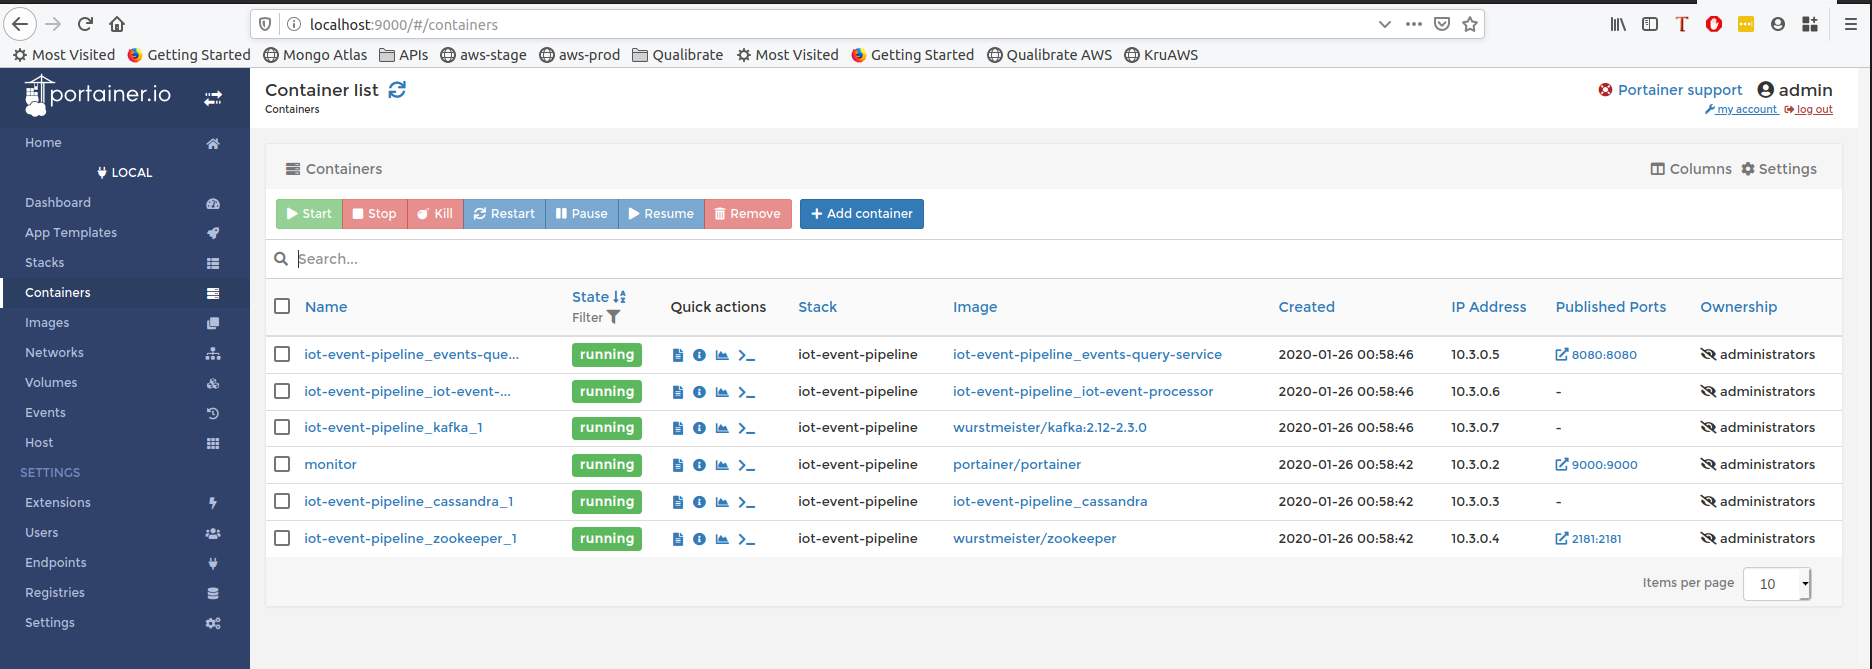 localhost:9000/#/containers
Most Visited Getting Started Mongo Atlas APIs aws-stage aws-prod Qualibrate Most Visited Getting Started Qualibrate AWS KruAWS
portainer.io
Container list
Containers
Portainer support admin
my account log out
Home
LOCAL
Dashboard
App Templates
Stacks
Containers
Images
Networks
Volumes
Events
Host
SETTINGS
Extensions
Users
Endpoints
Registries
Settings
Containers Columns Settings
Start Stop Kill Restart Pause Resume Remove + Add container
Search...
Name State Filter Quick actions Stack Image Created IP Address Published Ports Ownership
iot-event-pipeline_events-que... running iot-event-pipeline iot-event-pipeline_events-query-service 2020-01-26 00:58:46 10.3.0.5 8080:8080 administrators
iot-event-pipeline_iot-event-... running iot-event-pipeline iot-event-pipeline_iot-event-processor 2020-01-26 00:58:46 10.3.0.6 - administrators
iot-event-pipeline_kafka_1 running iot-event-pipeline wurstmeister/kafka:2.12-2.3.0 2020-01-26 00:58:46 10.3.0.7 - administrators
monitor running iot-event-pipeline portainer/portainer 2020-01-26 00:58:42 10.3.0.2 9000:9000 administrators
iot-event-pipeline_cassandra_1 running iot-event-pipeline iot-event-pipeline_cassandra 2020-01-26 00:58:42 10.3.0.3 - administrators
iot-event-pipeline_zookeeper_1 running iot-event-pipeline wurstmeister/zookeeper 2020-01-26 00:58:42 10.3.0.4 2181:2181 administrators
Items per page 10